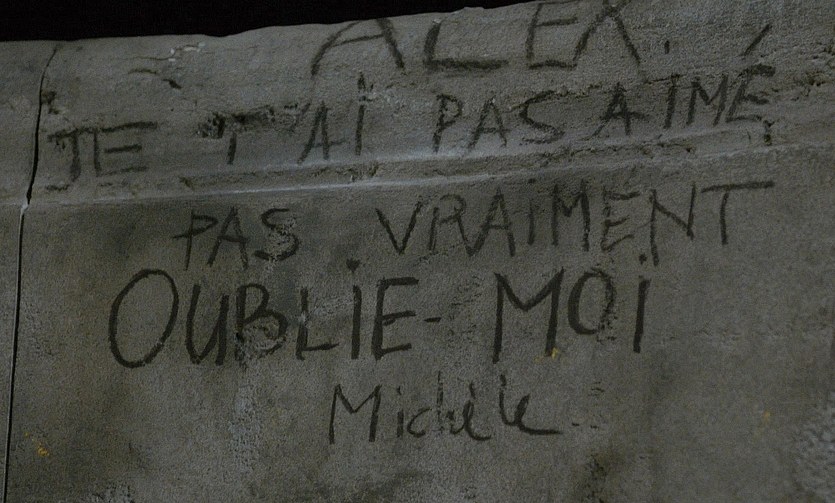 ALEX.
JE T'AI PAS AIMÉ,
PAS VRAIMENT
OUBLIE-MOI
Michèle